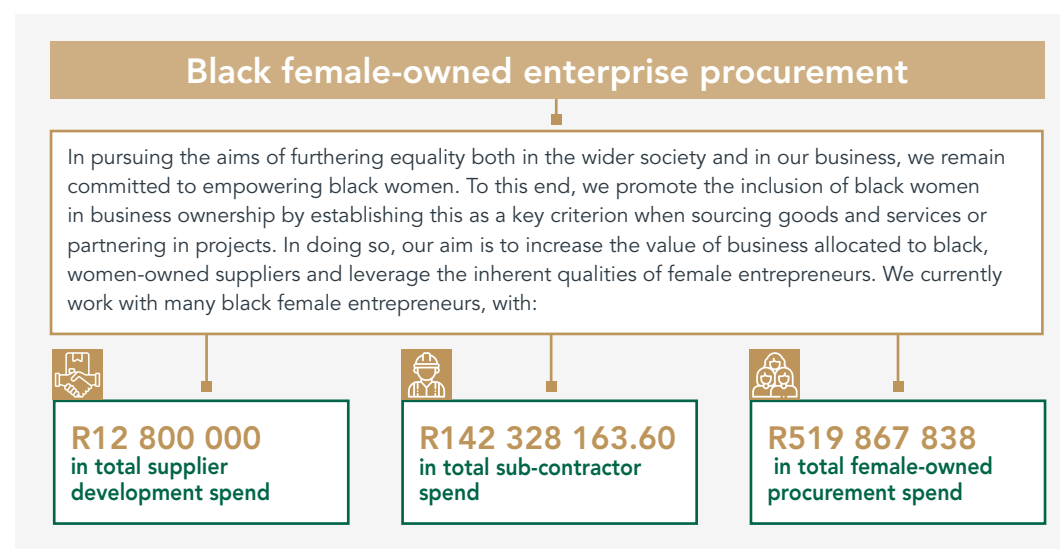 Black female-owned enterprise procurement
In pursuing the aims of furthering equality both in the wider society and in our business, we remain
committed to empowering black women. To this end, we promote the inclusion of black women
in business ownership by establishing this as a key criterion when sourcing goods and services or
partnering in projects. In doing so, our aim is to increase the value of business allocated to black,
women-owned suppliers and leverage the inherent qualities of female entrepreneurs. We currently
work with many black female entrepreneurs, with:
R12 800 000
in total supplier
development spend
R142 328 163.60
in total sub-contractor
spend
R519 867 838
in total female-owned
procurement spend